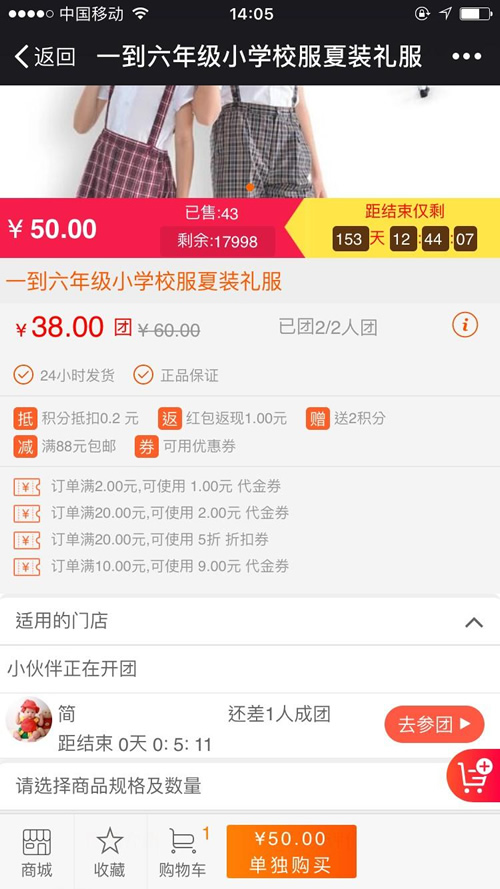 中国移动 14:05
返回 一到六年级小学校服夏装礼服
¥ 50.00
已售:43
剩余:17998
距结束仅剩
153 天 12:44:07
一到六年级小学校服夏装礼服
¥38.00 团 ¥60.00 已团2/2人团
24小时发货 正品保证
抵 积分抵扣0.2 元 返 红包返现1.00元 赠 送2积分
减 满88元包邮 券 可用优惠券
¥ 订单满2.00元,可使用 1.00元 代金券
¥ 订单满20.00元,可使用 2.00元 代金券
¥ 订单满20.00元,可使用 5折 折扣券
¥ 订单满10.00元,可使用 9.00元 代金券
适用的门店
小伙伴正在开团
简 还差1人成团
距结束 0天 0: 5: 11
去参团
请选择商品规格及数量
商城 收藏 购物车 1
¥50.00
单独购买